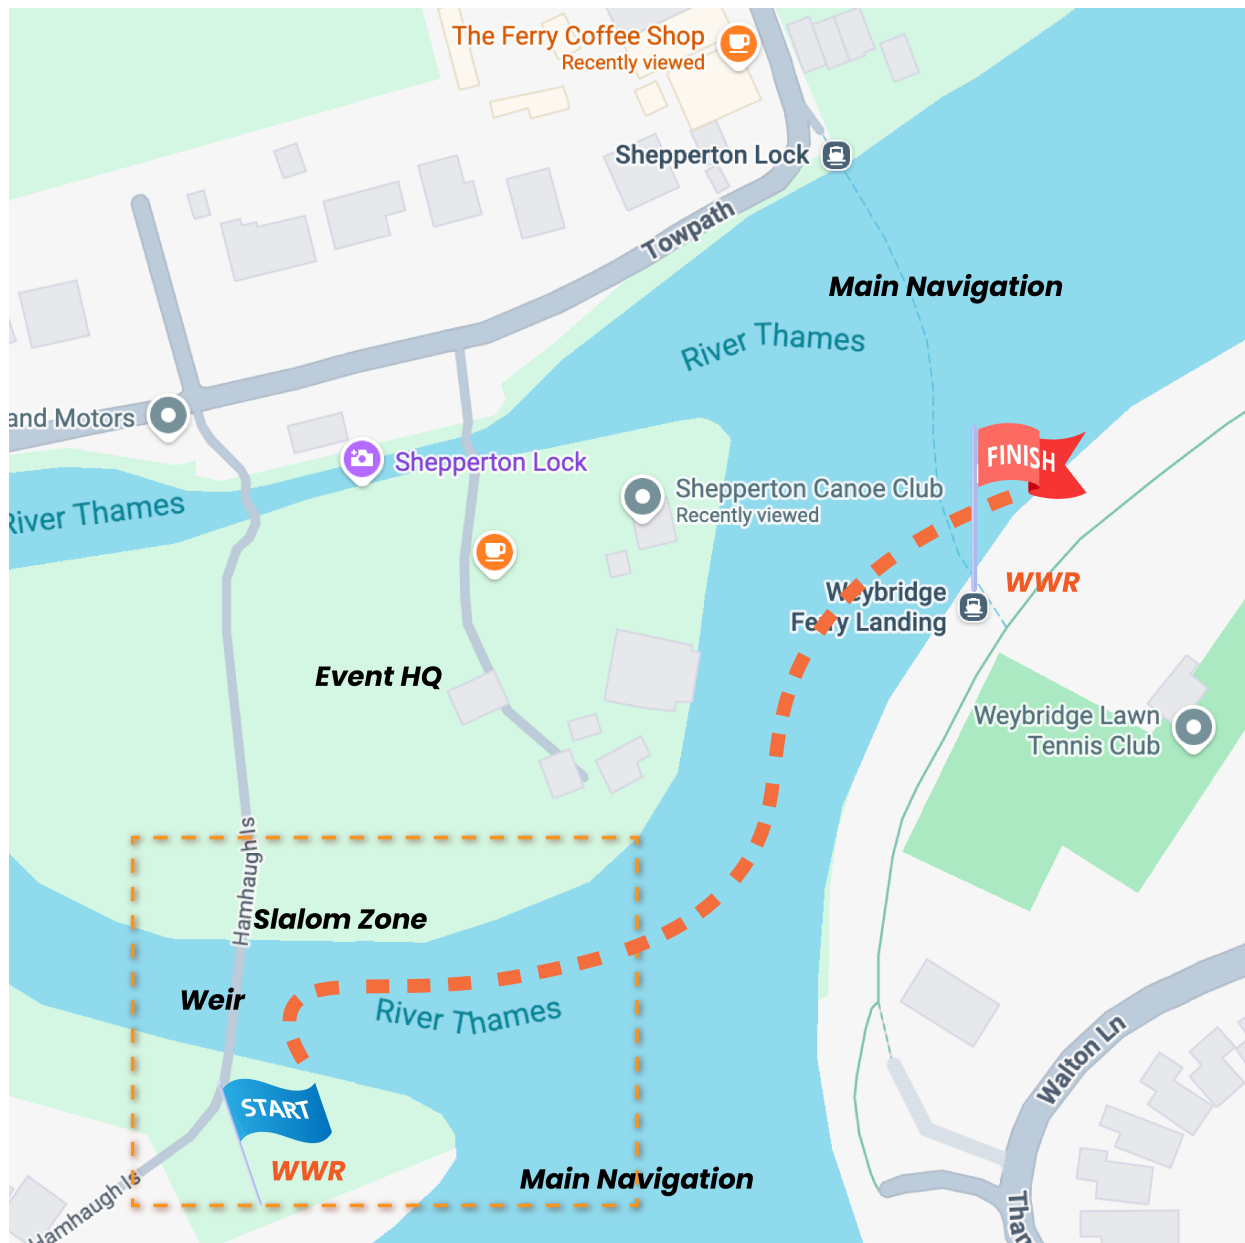 The Ferry Coffee Shop
Recently viewed
Shepperton Lock
Towpath
Main Navigation
River Thames
and Motors
Shepperton Lock
FINISH
Shepperton Canoe Club
Recently viewed
River Thames
WWR
Weybridge
Ferry Landing
Event HQ
Weybridge Lawn
Tennis Club
Hamhaugh Is
Slalom Zone
Weir
River Thames
Walton Ln
START
WWR
Main Navigation
Hamhaugh Is
Tham